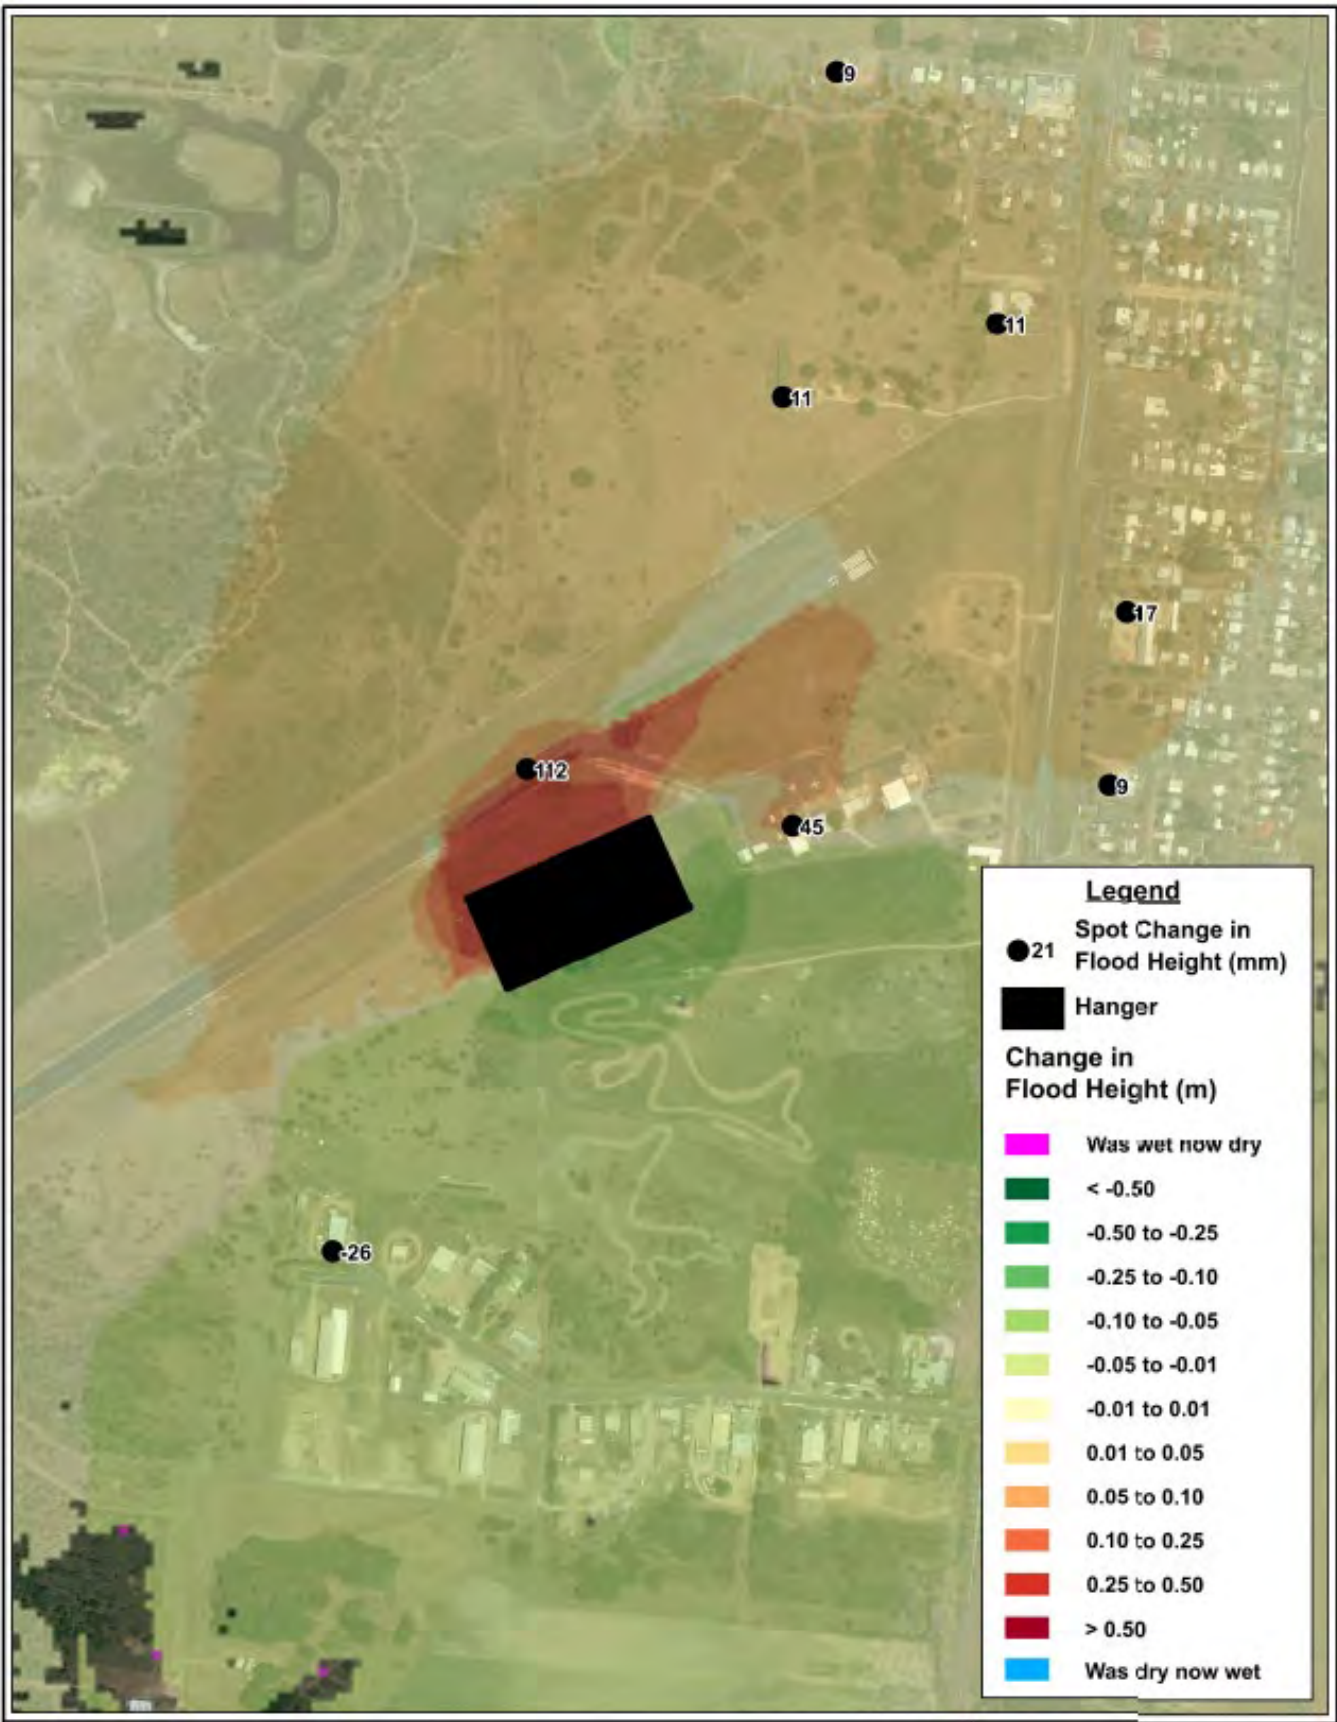 9
11
11
17
112
9
45
-26
Legend
21
Spot Change in
Flood Height (mm)
Hanger
Change in
Flood Height (m)
Was wet now dry
< -0.50
-0.50 to -0.25
-0.25 to -0.10
-0.10 to -0.05
-0.05 to -0.01
-0.01 to 0.01
0.01 to 0.05
0.05 to 0.10
0.10 to 0.25
0.25 to 0.50
> 0.50
Was dry now wet